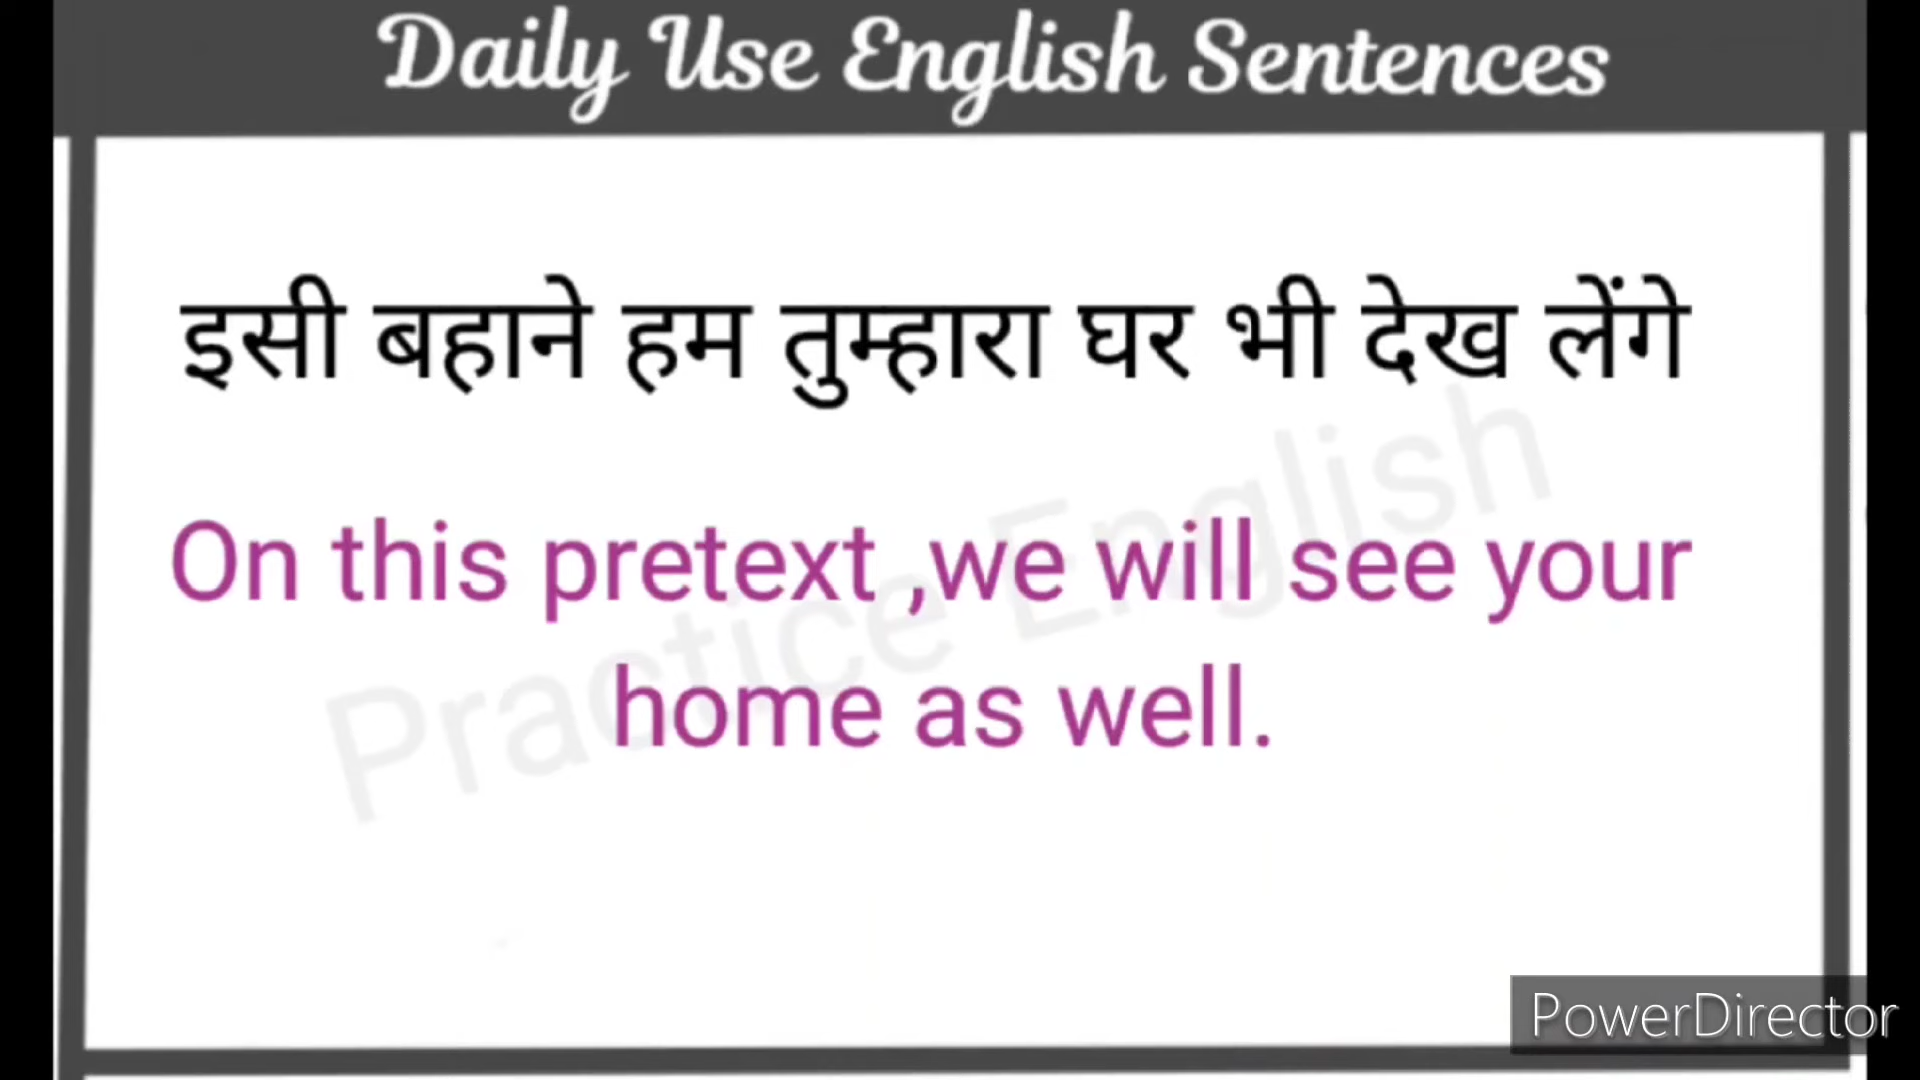 Daily Use English Sentences
इसी बहाने हम तुम्हारा घर भी देख लेंगे
On this pretext ,we will see your
home as well.
Practice English
PowerDirector